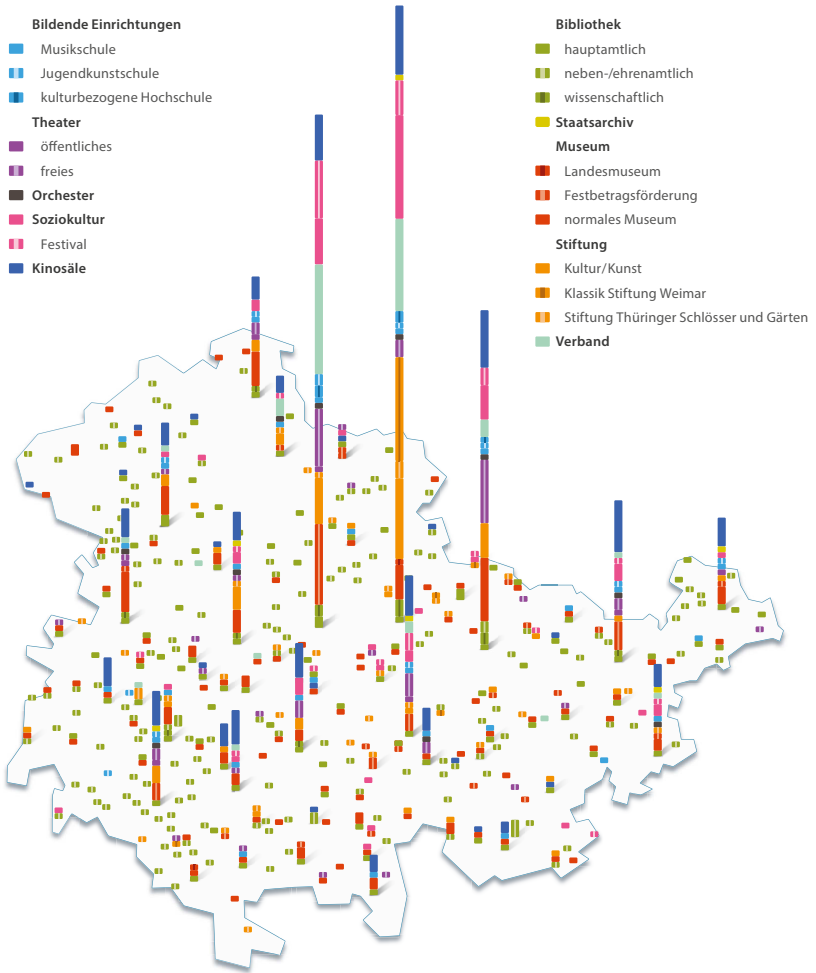 Bildende Einrichtungen
Musikschule
Jugendkunstschule
kulturbezogene Hochschule
Theater
öffentliches
freies
Orchester
Soziokultur
Festival
Kinosäle
Bibliothek
hauptamtlich
neben-/ehrenamtlich
wissenschaftlich
Staatsarchiv
Museum
Landesmuseum
Festbetragsförderung
normales Museum
Stiftung
Kultur/Kunst
Klassik Stiftung Weimar
Stiftung Thüringer Schlösser und Gärten
Verband